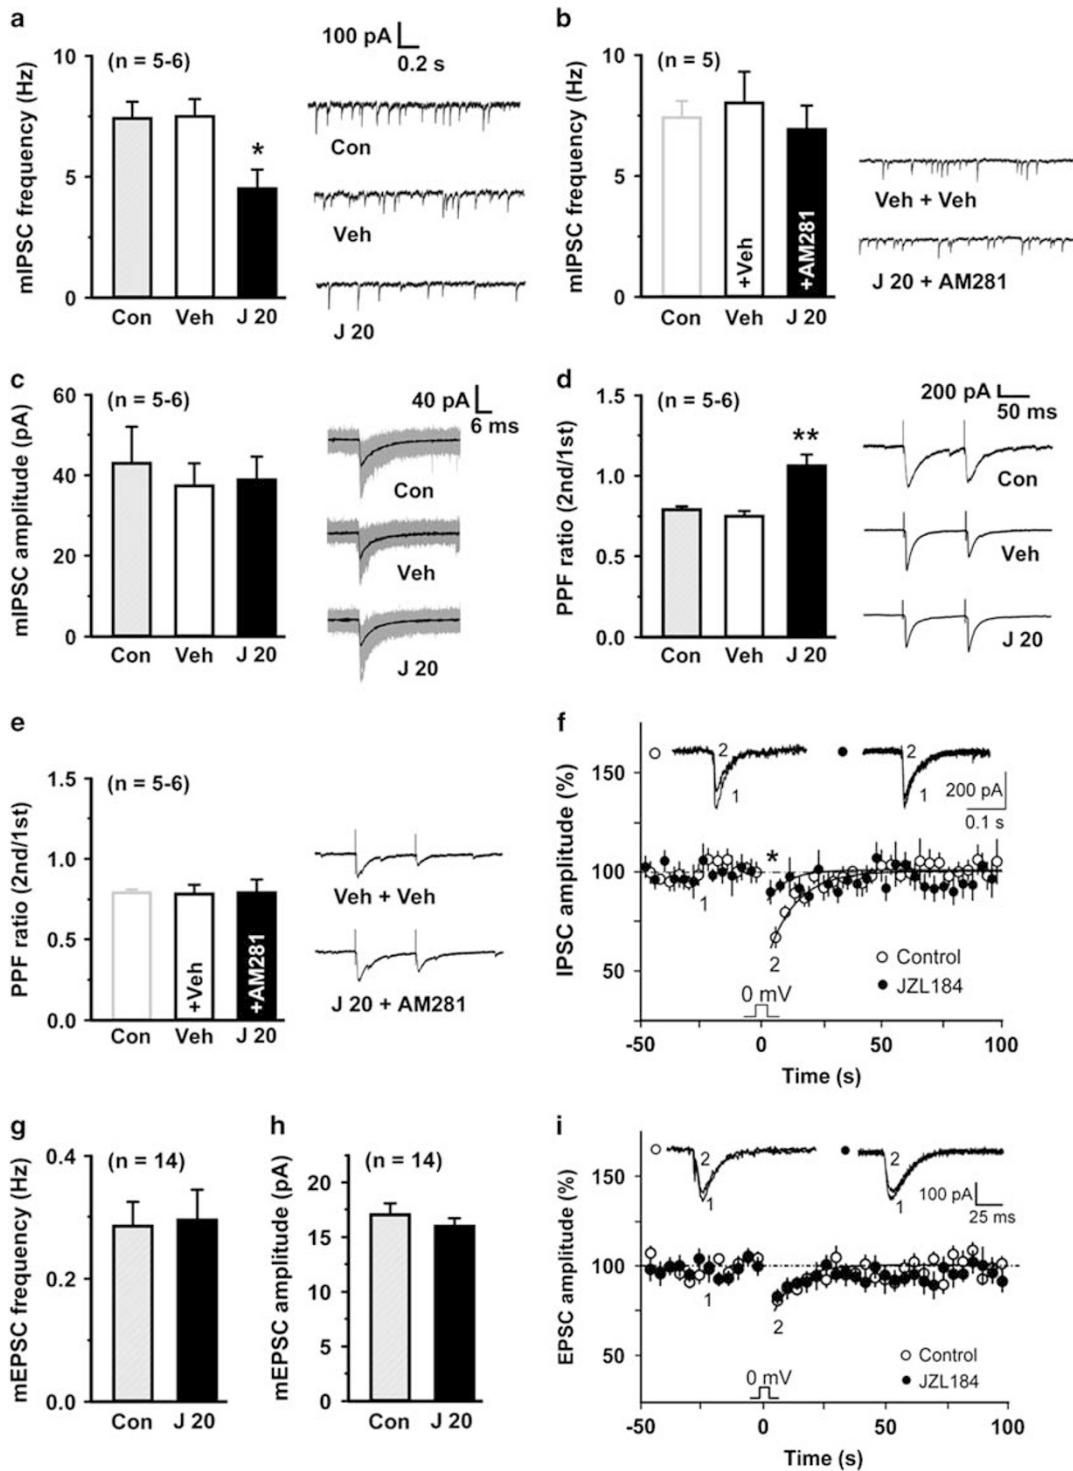 a
mIPSC frequency (Hz)
10
5
0
(n = 5-6)
*
Con Veh J 20
100 pA
0.2 s
Con
Veh
J 20
b
mIPSC frequency (Hz)
10
5
0
(n = 5)
+Veh
+AM281
Con Veh J 20
Veh + Veh
J 20 + AM281
c
mIPSC amplitude (pA)
60
40
20
0
(n = 5-6)
Con Veh J 20
40 pA
6 ms
Con
Veh
J 20
d
PPF ratio (2nd/1st)
1.5
1.0
0.5
0.0
(n = 5-6)
**
Con Veh J 20
200 pA
50 ms
Con
Veh
J 20
e
PPF ratio (2nd/1st)
1.5
1.0
0.5
0.0
(n = 5-6)
+Veh
+AM281
Con Veh J 20
Veh + Veh
J 20 + AM281
f
IPSC amplitude (%)
150
100
50
2
1
2
1
200 pA
0.1 s
*
1
2
Control
JZL184
0 mV
-50 0 50 100
Time (s)
g
mEPSC frequency (Hz)
0.4
0.2
0.0
(n = 14)
Con J 20
h
mEPSC amplitude (pA)
20
15
10
5
0
(n = 14)
Con J 20
i
EPSC amplitude (%)
150
100
50
2
1
2
1
100 pA
25 ms
1
2
Control
JZL184
0 mV
-50 0 50 100
Time (s)